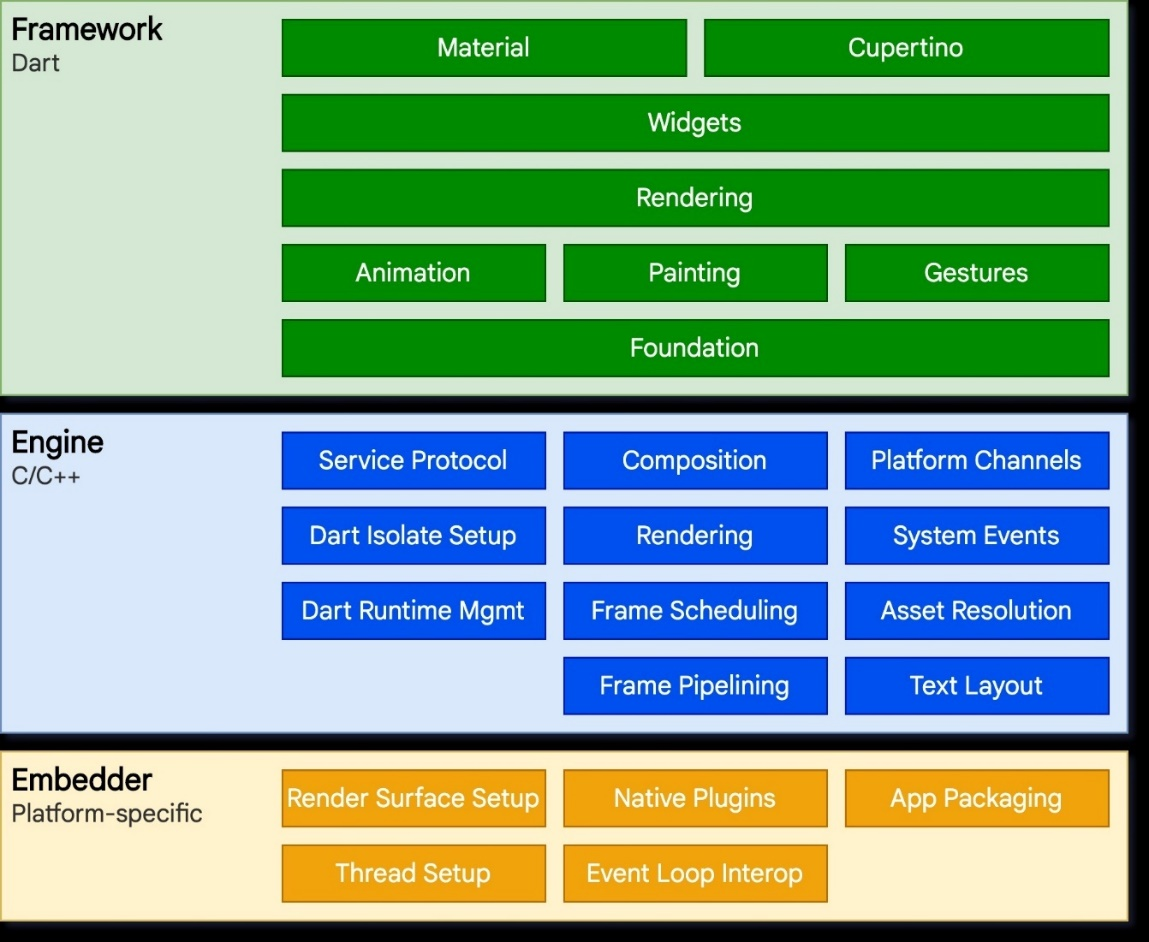 Framework
Dart
Material
Cupertino
Widgets
Rendering
Animation
Painting
Gestures
Foundation
Engine
C/C++
Service Protocol
Composition
Platform Channels
Dart Isolate Setup
Rendering
System Events
Dart Runtime Mgmt
Frame Scheduling
Asset Resolution
Frame Pipelining
Text Layout
Embedder
Platform-specific
Render Surface Setup
Native Plugins
App Packaging
Thread Setup
Event Loop Interop